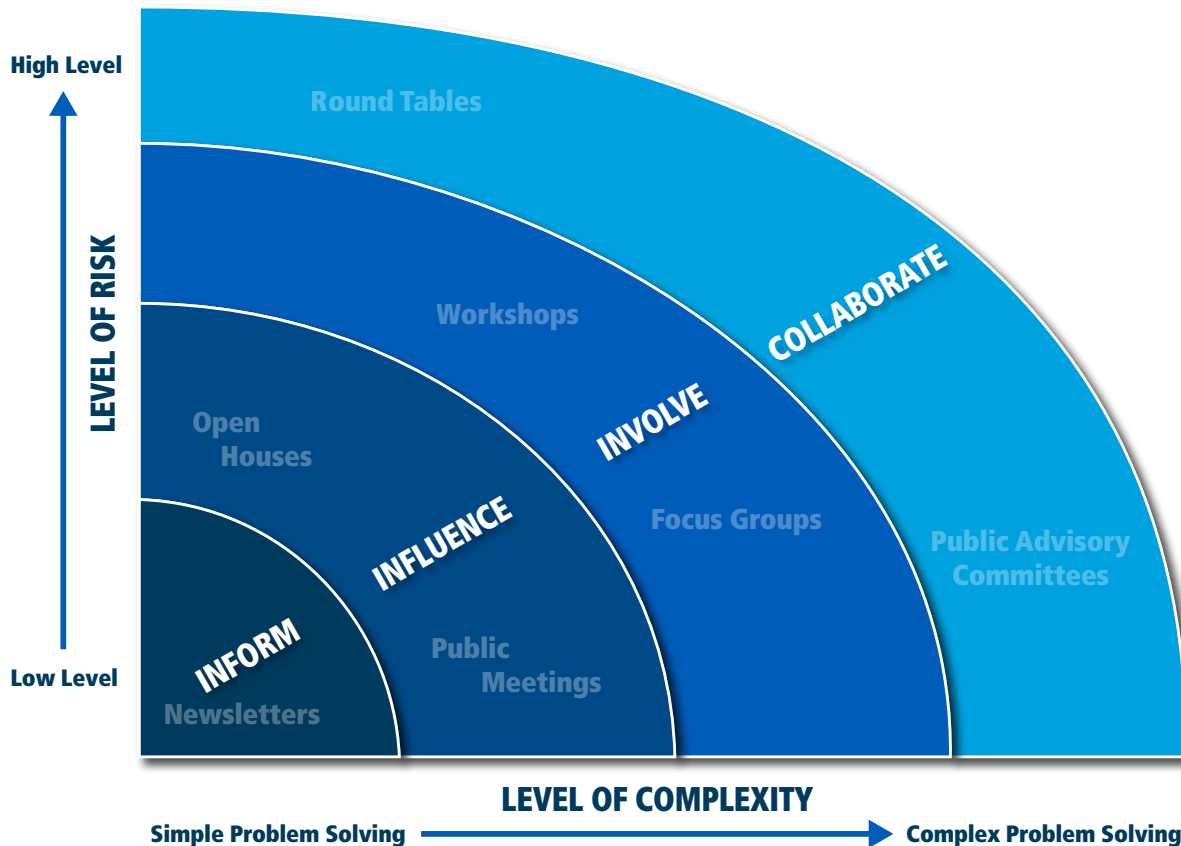 High Level
Round Tables
LEVEL OF RISK
COLLABORATE
Workshops
INVOLVE
Open
Houses
Focus Groups
INFLUENCE
Public Advisory
Committees
INFORM
Public
Meetings
Low Level
Newsletters
LEVEL OF COMPLEXITY
Simple Problem Solving
Complex Problem Solving